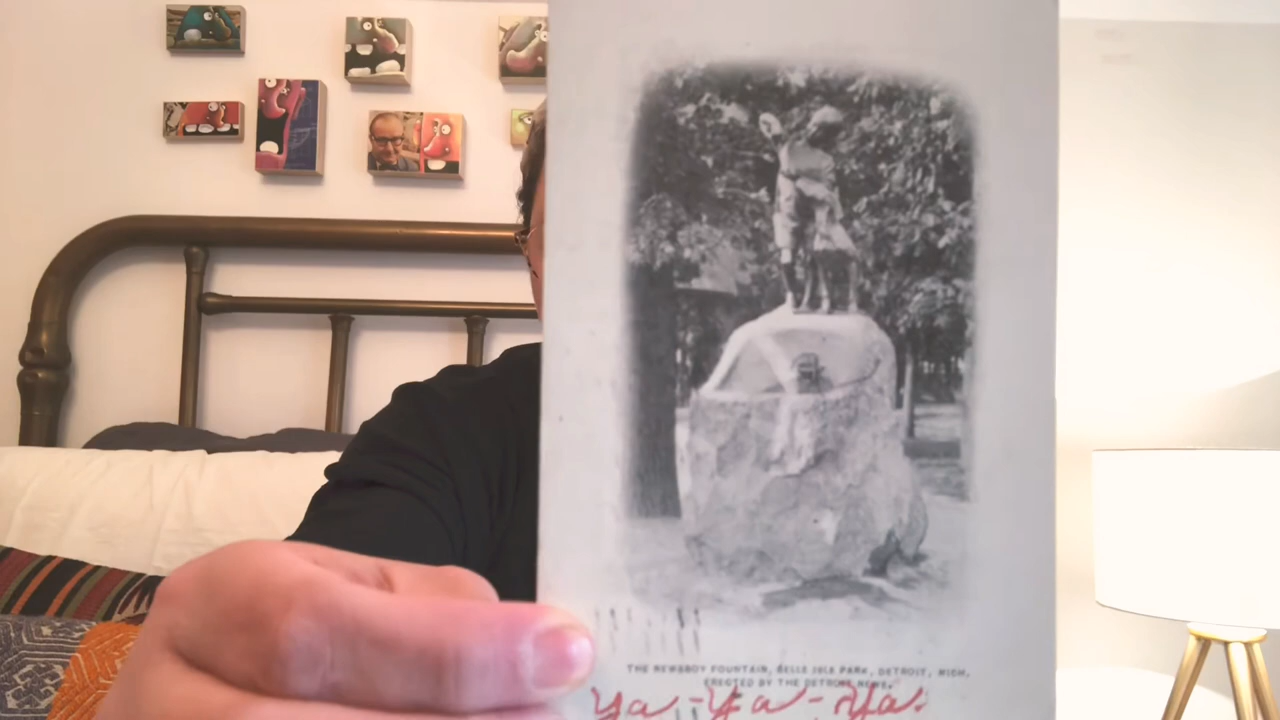 THE NEWSBOY FOUNTAIN, BELLE ISLE PARK, DETROIT, MICH,
ERECTED BY THE DETROIT NEWS.
Ya-Ya-Ya.